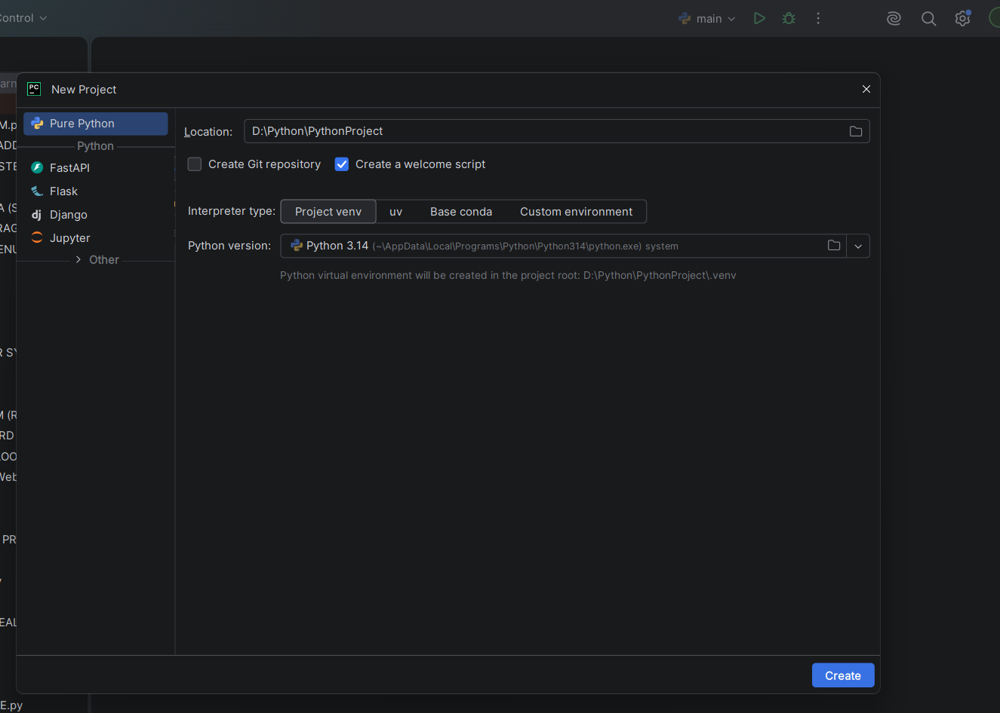 Control
main
New Project
Pure Python
Python
FastAPI
Flask
Django
Jupyter
Other
Location: D:\Python\PythonProject
Create Git repository Create a welcome script
Interpreter type: Project venv uv Base conda Custom environment
Python version: Python 3.14 (~\AppData\Local\Programs\Python\Python314\python.exe) system
Python virtual environment will be created in the project root: D:\Python\PythonProject\.venv
Create
arn
M.p
ADD
STE
A (S
RAG
ENU
R SY
M (R
RD
LOO
Web
PR
EAL
E.py